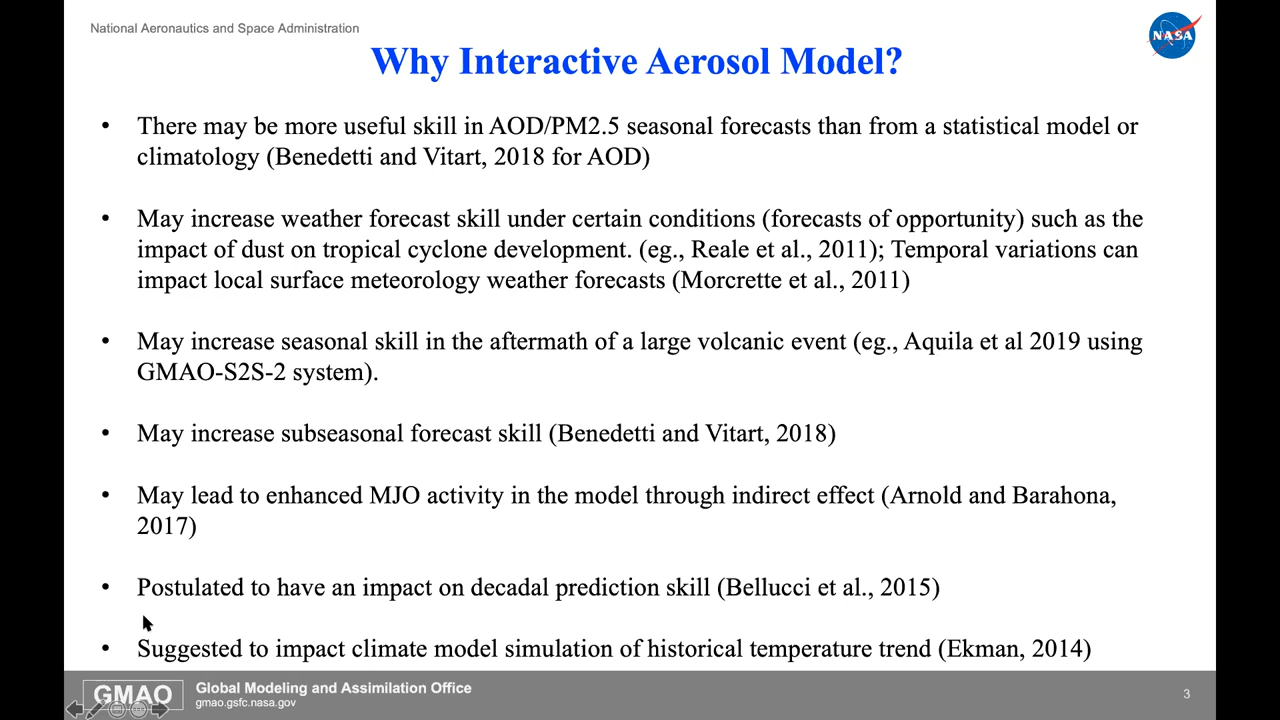 National Aeronautics and Space Administration
NASA
Why Interactive Aerosol Model?
• There may be more useful skill in AOD/PM2.5 seasonal forecasts than from a statistical model or
climatology (Benedetti and Vitart, 2018 for AOD)
• May increase weather forecast skill under certain conditions (forecasts of opportunity) such as the
impact of dust on tropical cyclone development. (eg., Reale et al., 2011); Temporal variations can
impact local surface meteorology weather forecasts (Morcrette et al., 2011)
• May increase seasonal skill in the aftermath of a large volcanic event (eg., Aquila et al 2019 using
GMAO-S2S-2 system).
• May increase subseasonal forecast skill (Benedetti and Vitart, 2018)
• May lead to enhanced MJO activity in the model through indirect effect (Arnold and Barahona,
2017)
• Postulated to have an impact on decadal prediction skill (Bellucci et al., 2015)
• Suggested to impact climate model simulation of historical temperature trend (Ekman, 2014)
GMAO
Global Modeling and Assimilation Office
gmao.gsfc.nasa.gov
3